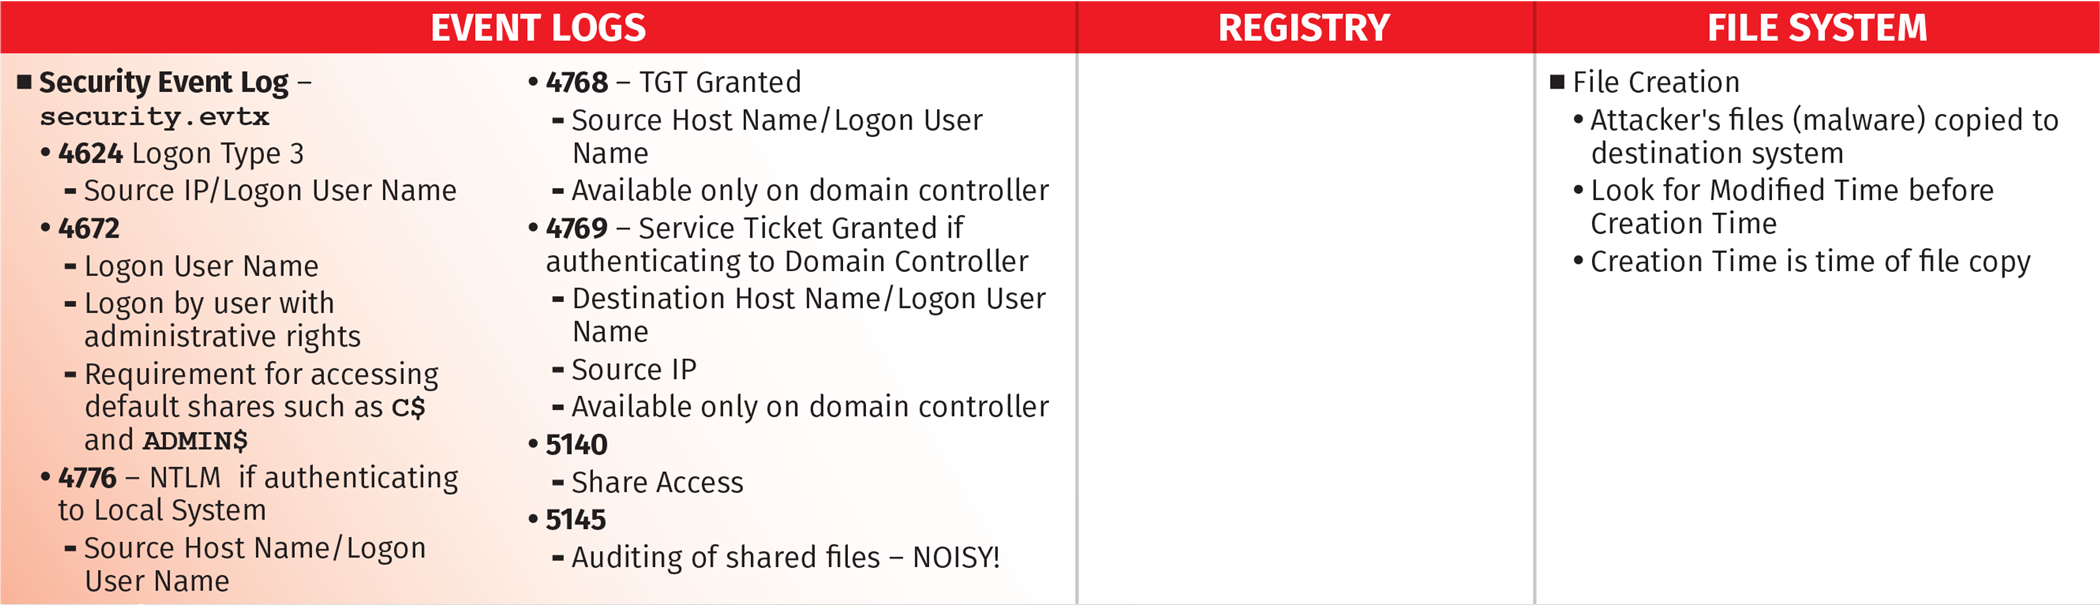 EVENT LOGS
■ Security Event Log –
security.evtx
• 4624 Logon Type 3
- Source IP/Logon User Name
• 4672
- Logon User Name
- Logon by user with
administrative rights
- Requirement for accessing
default shares such as C$
and ADMIN$
• 4776 – NTLM  if authenticating
to Local System
- Source Host Name/Logon
User Name
• 4768 – TGT Granted
- Source Host Name/Logon User
Name
- Available only on domain controller
• 4769 – Service Ticket Granted if
authenticating to Domain Controller
- Destination Host Name/Logon User
Name
- Source IP
- Available only on domain controller
• 5140
- Share Access
• 5145
- Auditing of shared files – NOISY!
REGISTRY
FILE SYSTEM
■ File Creation
• Attacker's files (malware) copied to
destination system
• Look for Modified Time before
Creation Time
• Creation Time is time of file copy